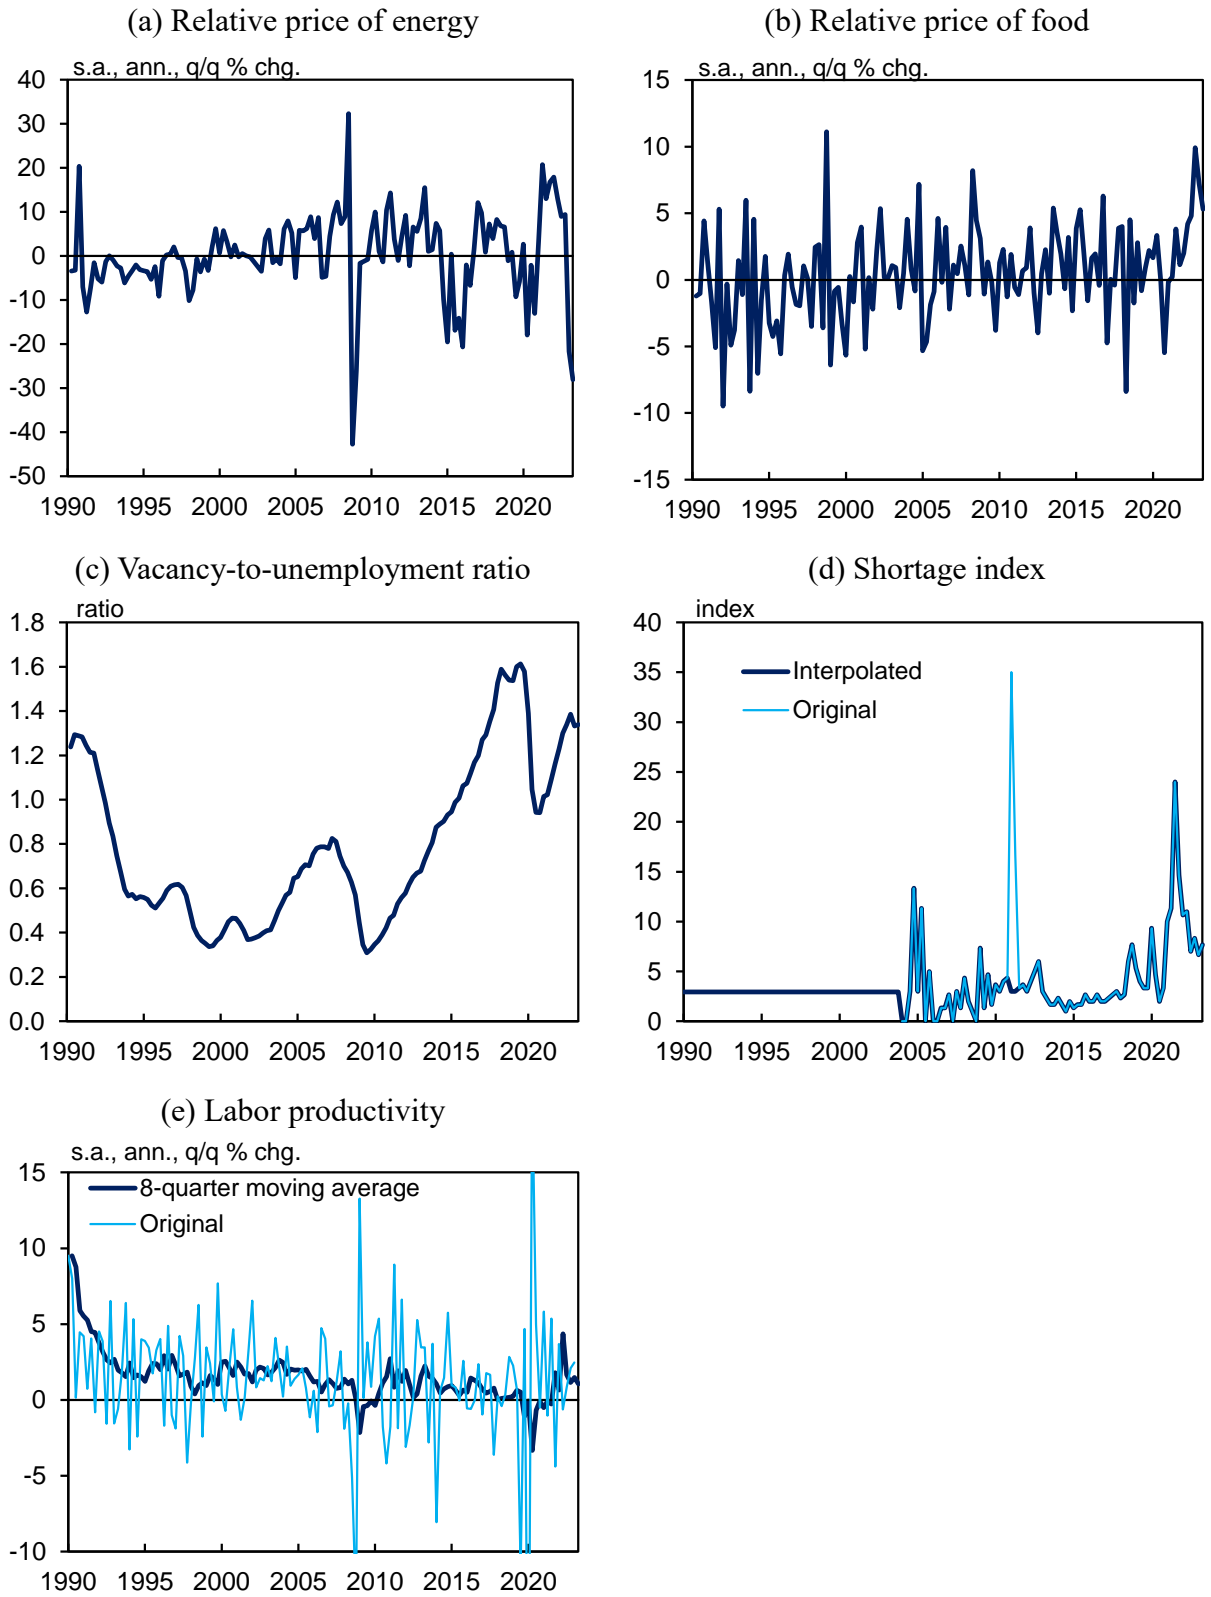 (a) Relative price of energy
s.a., ann., q/q % chg.
40
30
20
10
0
-10
-20
-30
-40
-50
1990 1995 2000 2005 2010 2015 2020
(b) Relative price of food
s.a., ann., q/q % chg.
15
10
5
0
-5
-10
-15
1990 1995 2000 2005 2010 2015 2020
(c) Vacancy-to-unemployment ratio
ratio
1.8
1.6
1.4
1.2
1.0
0.8
0.6
0.4
0.2
0.0
1990 1995 2000 2005 2010 2015 2020
(d) Shortage index
index
40
35
30
25
20
15
10
5
0
Interpolated
Original
1990 1995 2000 2005 2010 2015 2020
(e) Labor productivity
s.a., ann., q/q % chg.
15
10
5
0
-5
-10
8-quarter moving average
Original
1990 1995 2000 2005 2010 2015 2020